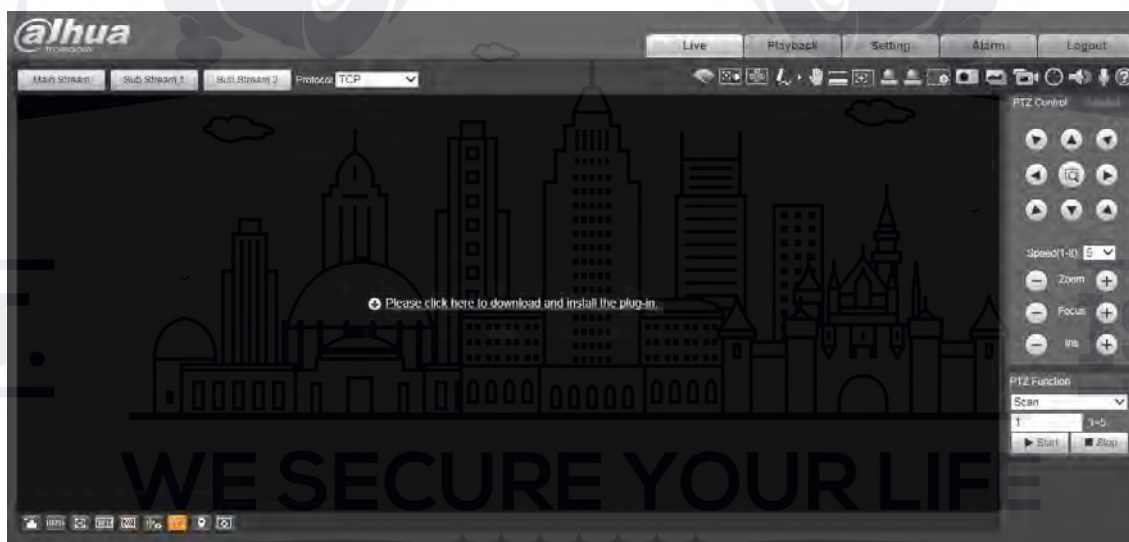 alhua
TECHNOLOGY
Live Playback Setting Alarm Logout
Main Stream Sub Stream 1 Sub Stream 2 Protocol TCP
PTZ Control
Speed(1-8) 5
Zoom
Focus
Iris
Please click here to download and install the plug-in.
PTZ Function
Scan
1
Start Stop
WE SECURE YOUR LIFE